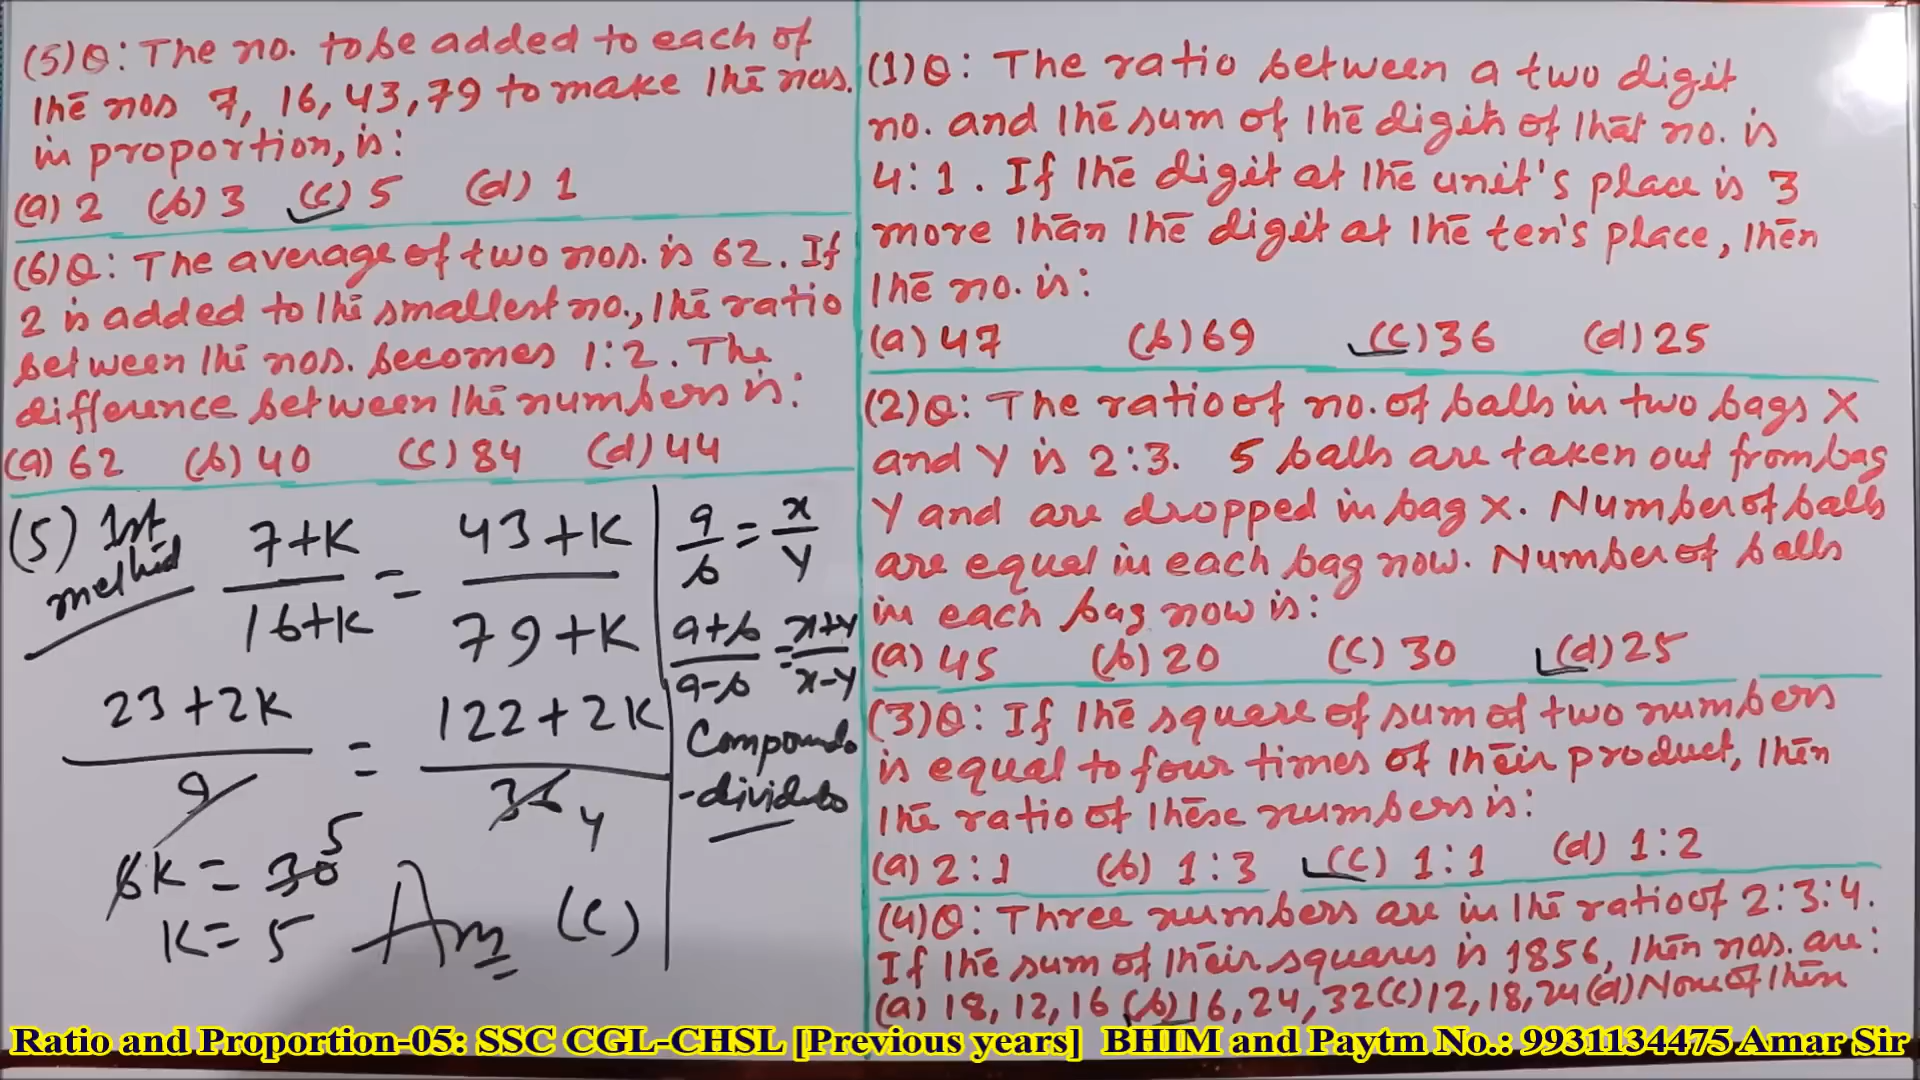 (5)Q: The no. to be added to each of
the nos 7, 16, 43, 79 to make the nos.
in proportion, is:
(a) 2 (b) 3 (c) 5 (d) 1
(6)Q: The average of two nos. is 62. If
2 is added to the smallest no., the ratio
between the nos. becomes 1:2. The
difference between the numbers is:
(a) 62 (b) 40 (c) 84 (d) 44
(5) 1st
method
7+K / 16+K = 43+K / 79+K
23+2K / 9 = 122+2K / 36 4
6K = 30 5
K = 5 Ans (c)
a/b = x/y
a+b / a-b = x+y / x-y
Compounendo
-dividendo
(1)Q: The ratio between a two digit
no. and the sum of the digits of that no. is
4:1. If the digit at the unit's place is 3
more than the digit at the ten's place, then
the no. is:
(a) 47 (b) 69 (c) 36 (d) 25
(2)Q: The ratio of no. of balls in two bags X
and Y is 2:3. 5 balls are taken out from bag
Y and are dropped in bag X. Number of balls
are equal in each bag now. Number of balls
in each bag now is:
(a) 45 (b) 20 (c) 30 (d) 25
(3)Q: If the square of sum of two numbers
is equal to four times of their product, then
the ratio of these numbers is:
(a) 2:1 (b) 1:3 (c) 1:1 (d) 1:2
(4)Q: Three numbers are in the ratio of 2:3:4.
If the sum of their squares is 1856, then nos. are:
(a) 18, 12, 16 (b) 16, 24, 32 (c) 12, 18, 24 (d) None of them
Ratio and Proportion-05: SSC CGL-CHSL [Previous years] BHIM and Paytm No.: 9931134475 Amar Sir